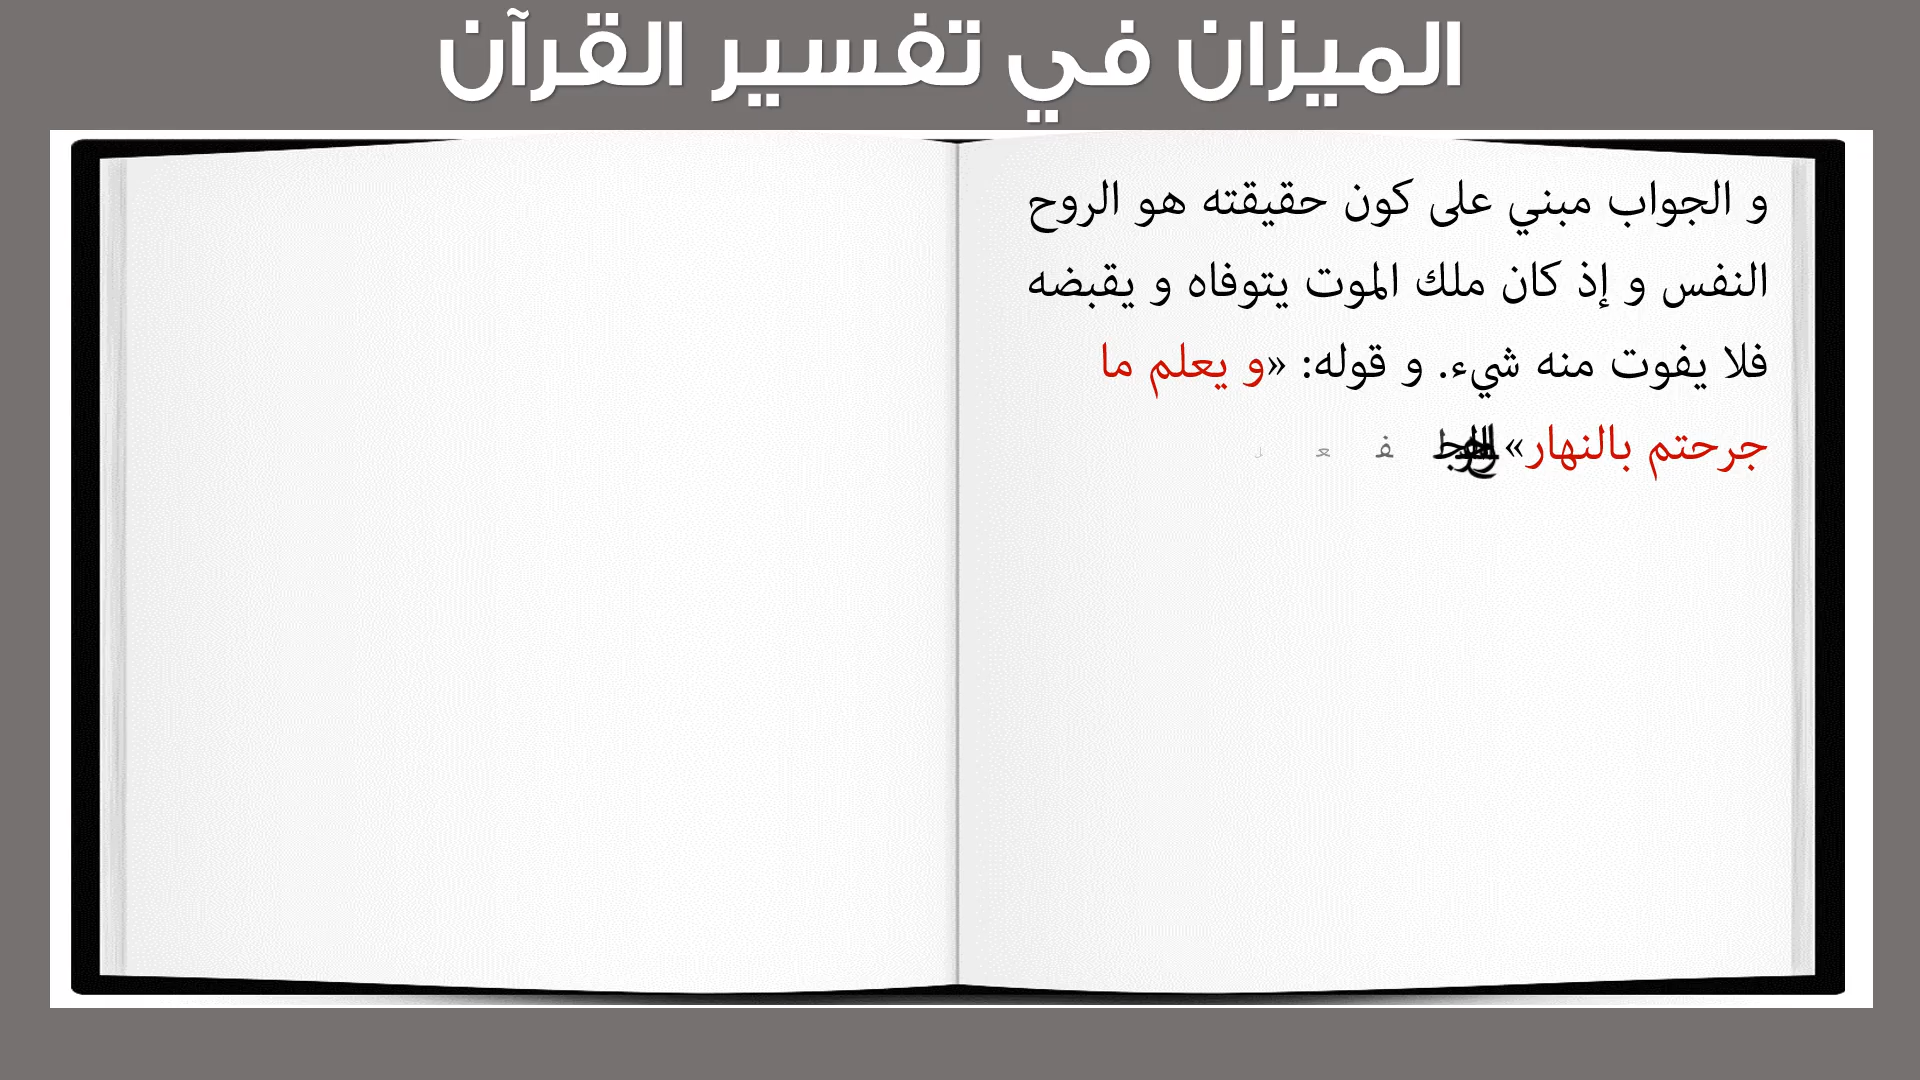 الميزان في تفسير القرآن
و الجواب مبني على كون حقيقته هو الروح
النفس و إذ كان ملك الموت يتوفاه و يقبضه
فلا يفوت منه شيء. و قوله: «و يعلم ما
جرحتم بالنهار»